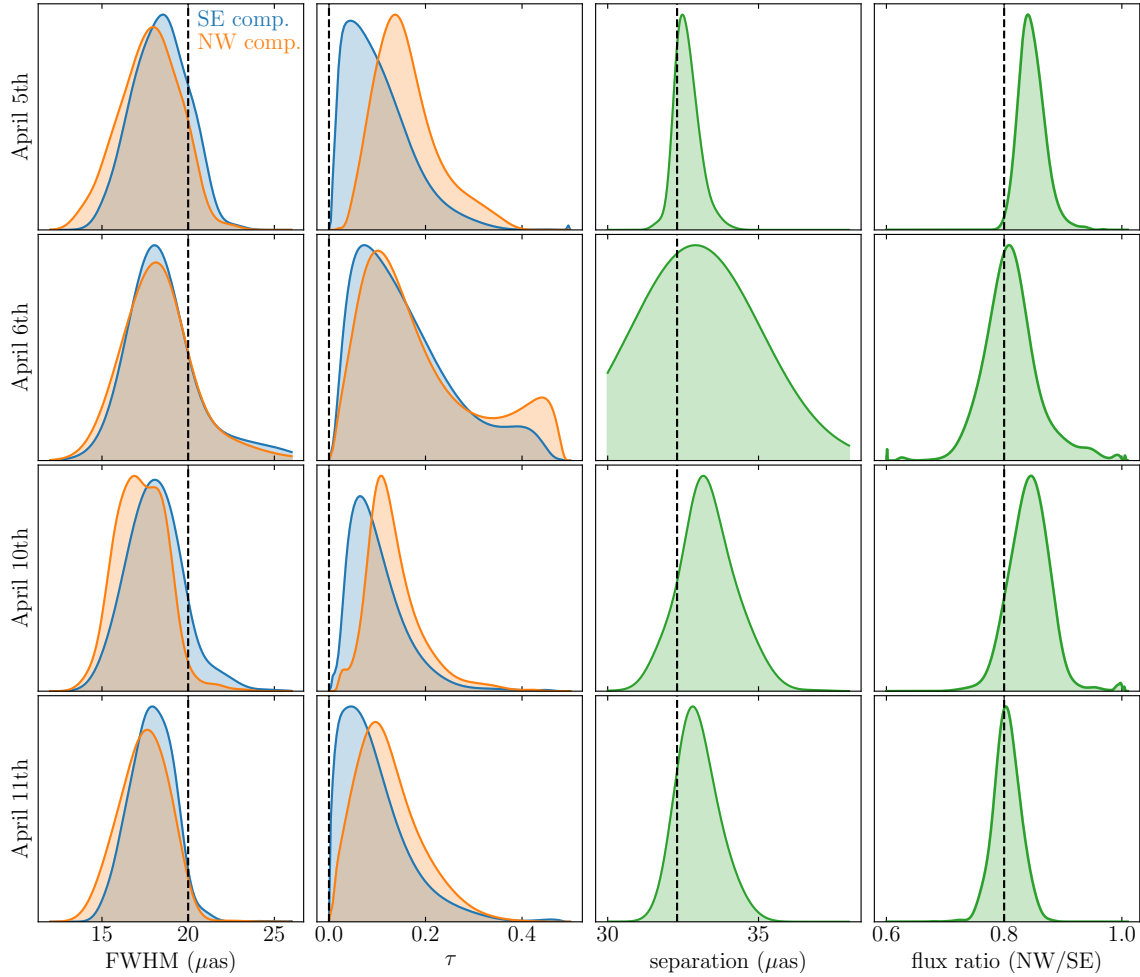 SE comp.
NW comp.
April 5th
April 6th
April 10th
April 11th
15 20 25
0.0 0.2 0.4
30 35
0.6 0.8 1.0
FWHM (μas)
τ
separation (μas)
flux ratio (NW/SE)